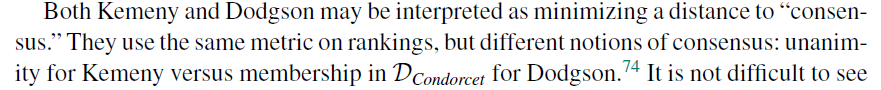 Both Kemeny and Dodgson may be interpreted as minimizing a distance to “consen-
sus.” They use the same metric on rankings, but different notions of consensus: unanim-
ity for Kemeny versus membership in 𝒟Condorcet for Dodgson.74 It is not difficult to see